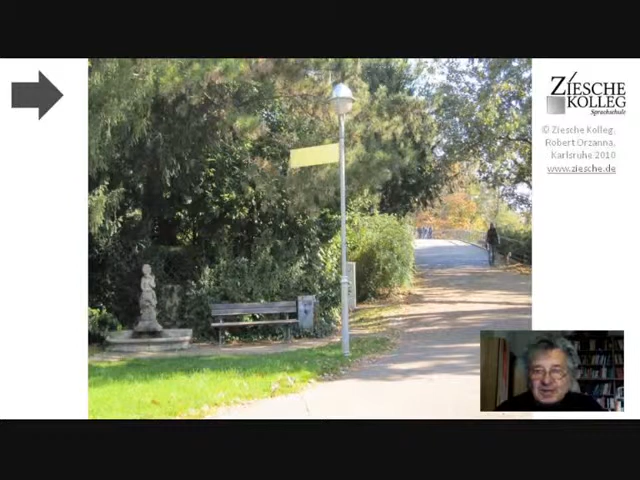 ZIESCHE
KOLLEG
Sprachschule
© Ziesche Kolleg,
Robert Orzanna,
Karlsruhe 2010
www.ziesche.de